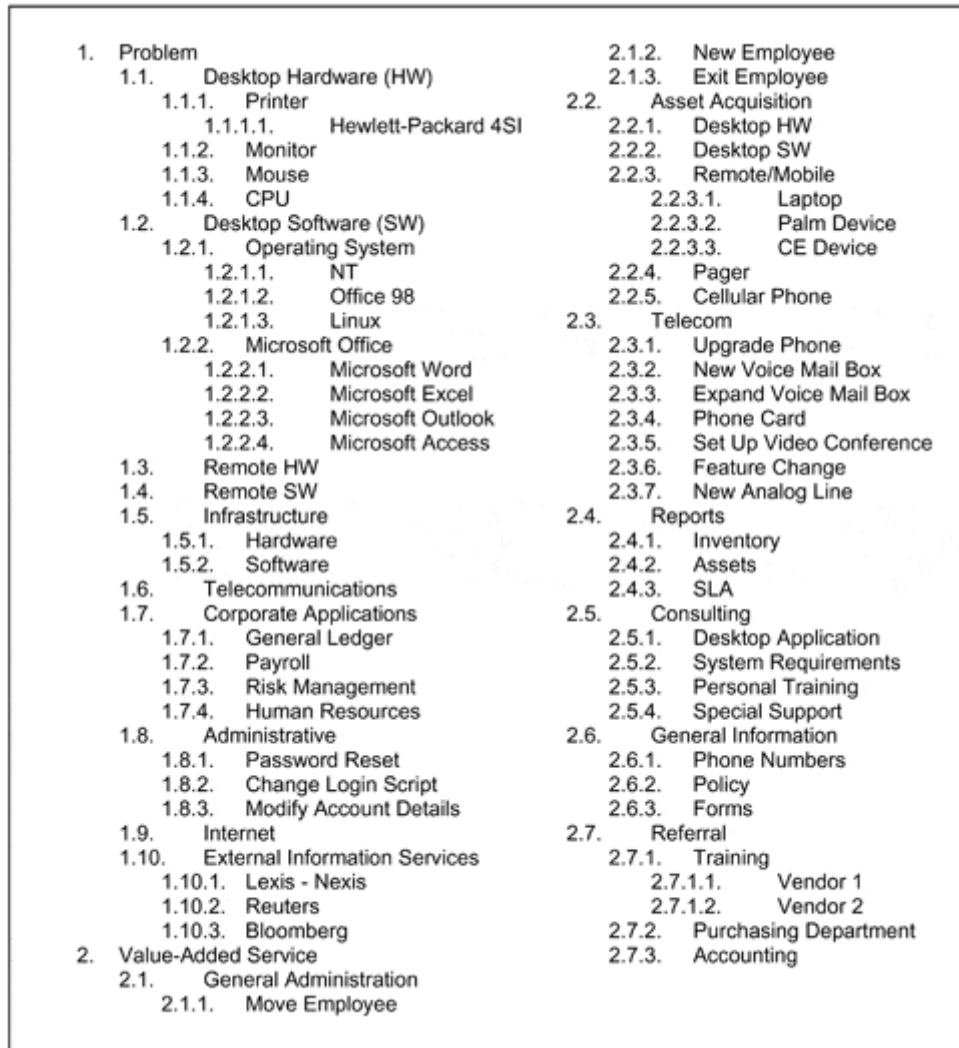 1. Problem
1.1. Desktop Hardware (HW)
1.1.1. Printer
1.1.1.1. Hewlett-Packard 4SI
1.1.2. Monitor
1.1.3. Mouse
1.1.4. CPU
1.2. Desktop Software (SW)
1.2.1. Operating System
1.2.1.1. NT
1.2.1.2. Office 98
1.2.1.3. Linux
1.2.2. Microsoft Office
1.2.2.1. Microsoft Word
1.2.2.2. Microsoft Excel
1.2.2.3. Microsoft Outlook
1.2.2.4. Microsoft Access
1.3. Remote HW
1.4. Remote SW
1.5. Infrastructure
1.5.1. Hardware
1.5.2. Software
1.6. Telecommunications
1.7. Corporate Applications
1.7.1. General Ledger
1.7.2. Payroll
1.7.3. Risk Management
1.7.4. Human Resources
1.8. Administrative
1.8.1. Password Reset
1.8.2. Change Login Script
1.8.3. Modify Account Details
1.9. Internet
1.10. External Information Services
1.10.1. Lexis - Nexis
1.10.2. Reuters
1.10.3. Bloomberg
2. Value-Added Service
2.1. General Administration
2.1.1. Move Employee
2.1.2. New Employee
2.1.3. Exit Employee
2.2. Asset Acquisition
2.2.1. Desktop HW
2.2.2. Desktop SW
2.2.3. Remote/Mobile
2.2.3.1. Laptop
2.2.3.2. Palm Device
2.2.3.3. CE Device
2.2.4. Pager
2.2.5. Cellular Phone
2.3. Telecom
2.3.1. Upgrade Phone
2.3.2. New Voice Mail Box
2.3.3. Expand Voice Mail Box
2.3.4. Phone Card
2.3.5. Set Up Video Conference
2.3.6. Feature Change
2.3.7. New Analog Line
2.4. Reports
2.4.1. Inventory
2.4.2. Assets
2.4.3. SLA
2.5. Consulting
2.5.1. Desktop Application
2.5.2. System Requirements
2.5.3. Personal Training
2.5.4. Special Support
2.6. General Information
2.6.1. Phone Numbers
2.6.2. Policy
2.6.3. Forms
2.7. Referral
2.7.1. Training
2.7.1.1. Vendor 1
2.7.1.2. Vendor 2
2.7.2. Purchasing Department
2.7.3. Accounting